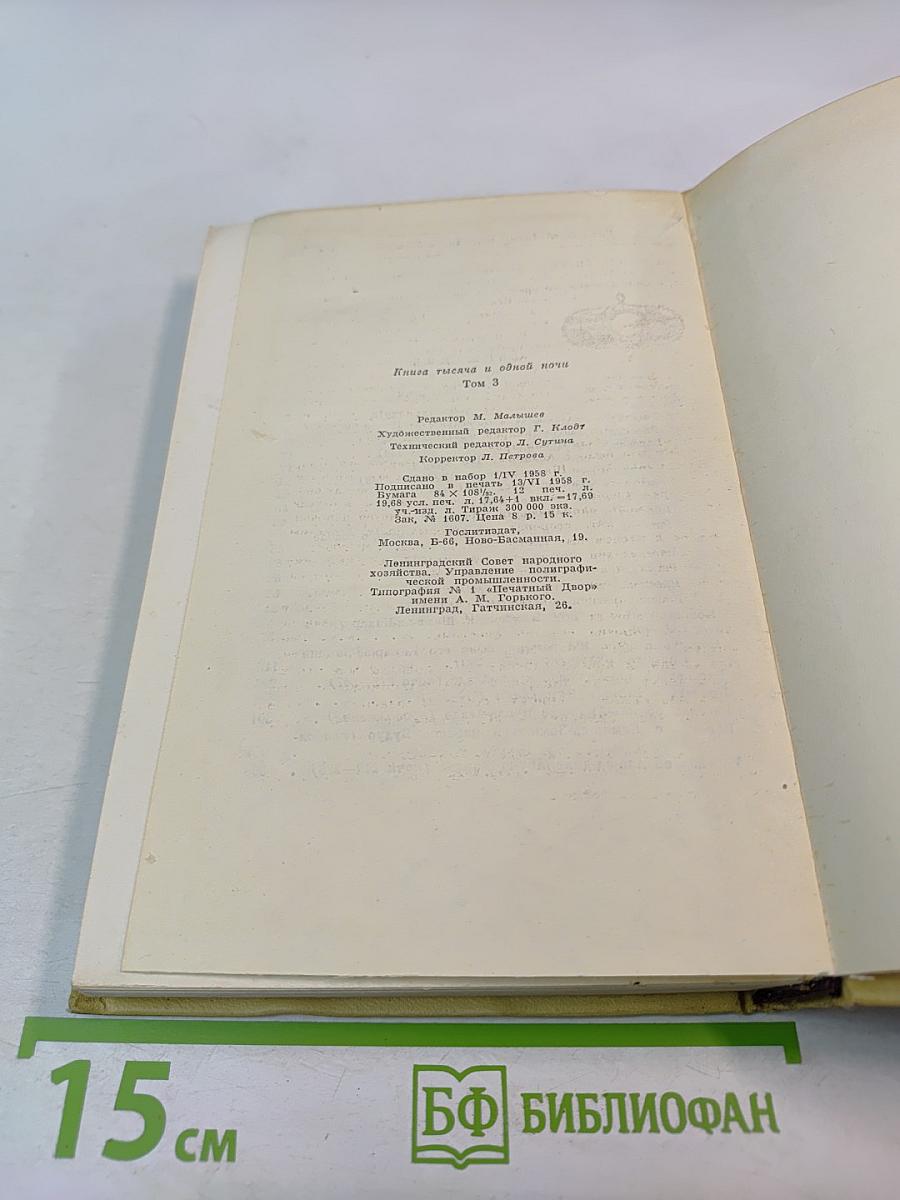 Книга тысяча и одной ночи
Том 3
Редактор М. Малышев
Художественный редактор Г. Клодт
Технический редактор Л. Сутина
Корректор Л. Петрова
Сдано в набор 1/IV 1958 г.
Подписано в печать 13/VI 1958 г.
Бумага 84 × 108¹/₃₂. 12 печ. л.
19,68 усл. печ. л. 17,64+1 вкл.=17,69
уч.-изд. л. Тираж 300 000 экз.
Зак, № 1607. Цена 8 р. 15 к.
Гослитиздат,
Москва, Б-66, Ново-Басманная, 19.
Ленинградский Совет народного
хозяйства. Управление полиграфи-
ческой промышленности.
Типография № 1 «Печатный Двор»
имени А. М. Горького.
Ленинград, Гатчинская, 26.
15 см
БФ БИБЛИОФАН